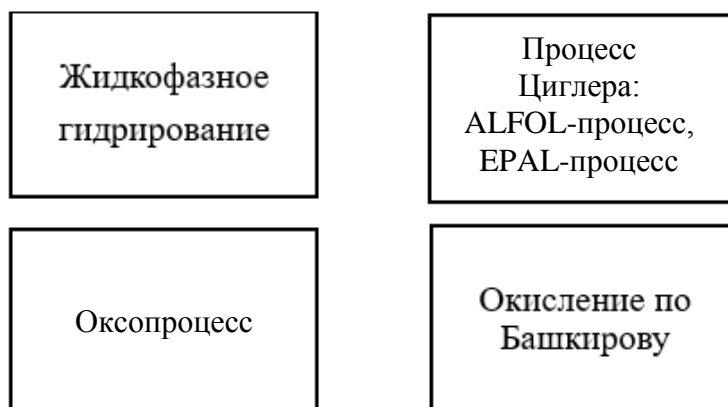 Жидкофазное
гидрирование
Процесс
Циглера:
ALFOL-процесс,
EPAL-процесс
Оксопроцесс
Окисление по
Башкирову